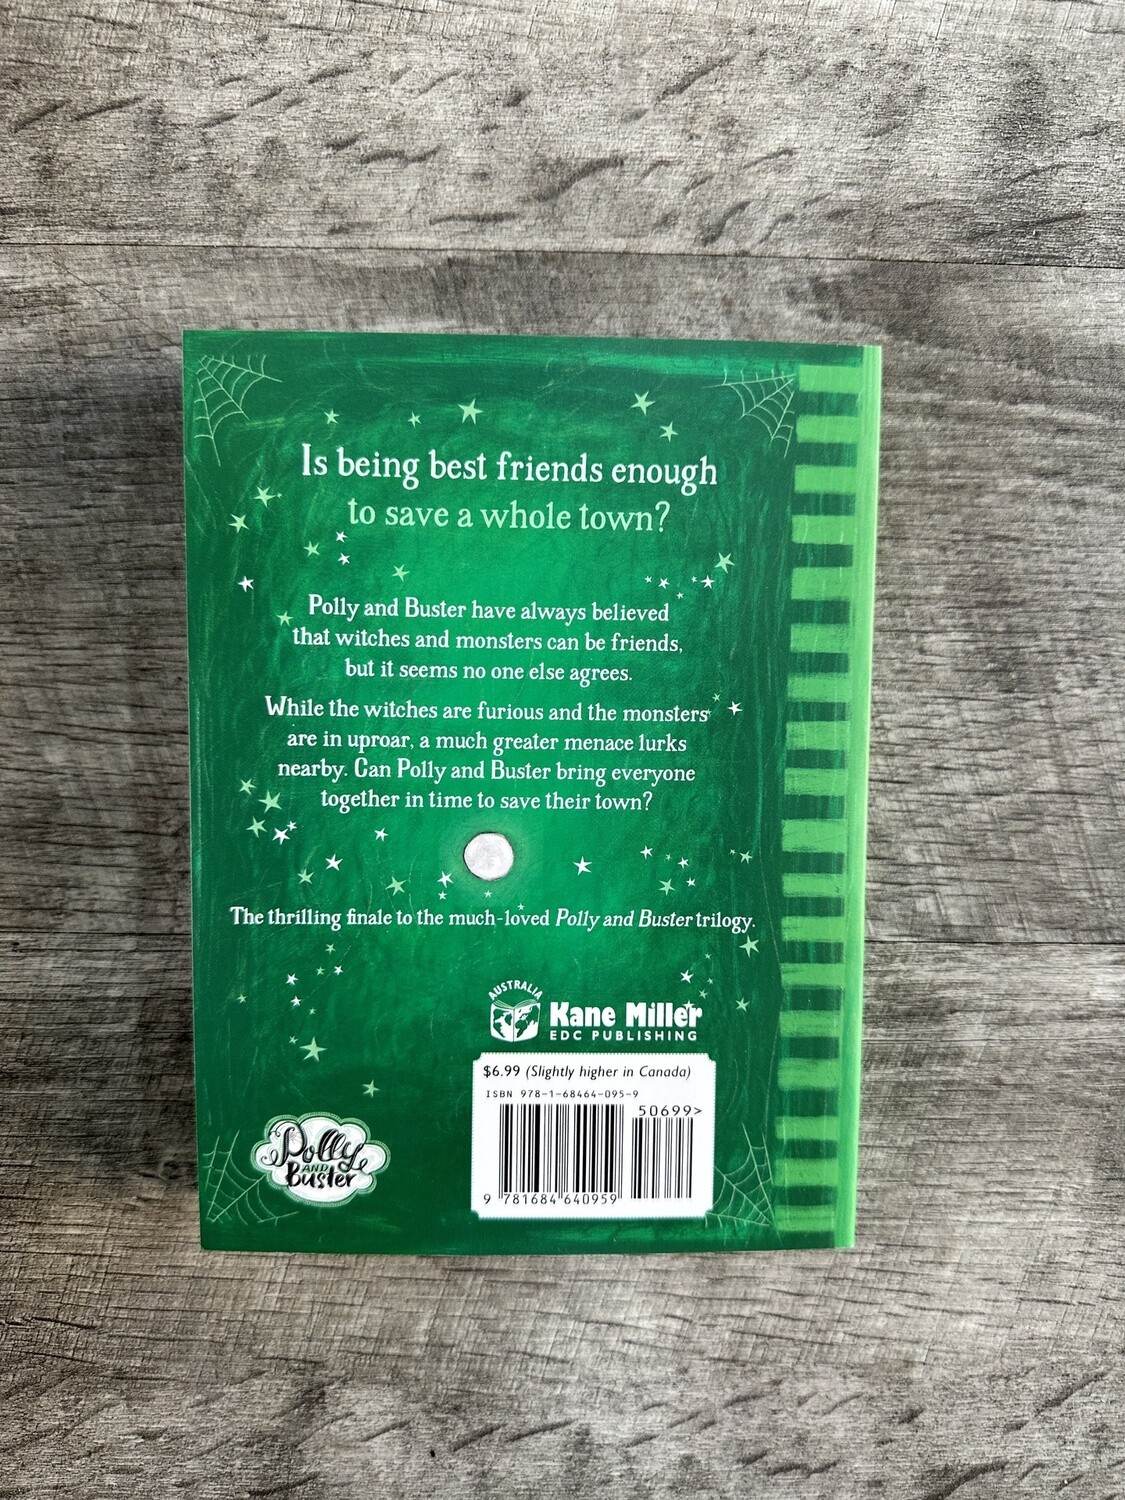 Is being best friends enough
to save a whole town?
Polly and Buster have always believed
that witches and monsters can be friends,
but it seems no one else agrees.
While the witches are furious and the monsters
are in uproar, a much greater menace lurks
nearby. Can Polly and Buster bring everyone
together in time to save their town?
The thrilling finale to the much-loved Polly and Buster trilogy.
AUSTRALIA
Kane Miller
EDC PUBLISHING
$6.99 (Slightly higher in Canada)
ISBN 978-1-68464-095-9
50699>
9 781684 640959
Polly
AND
Buster